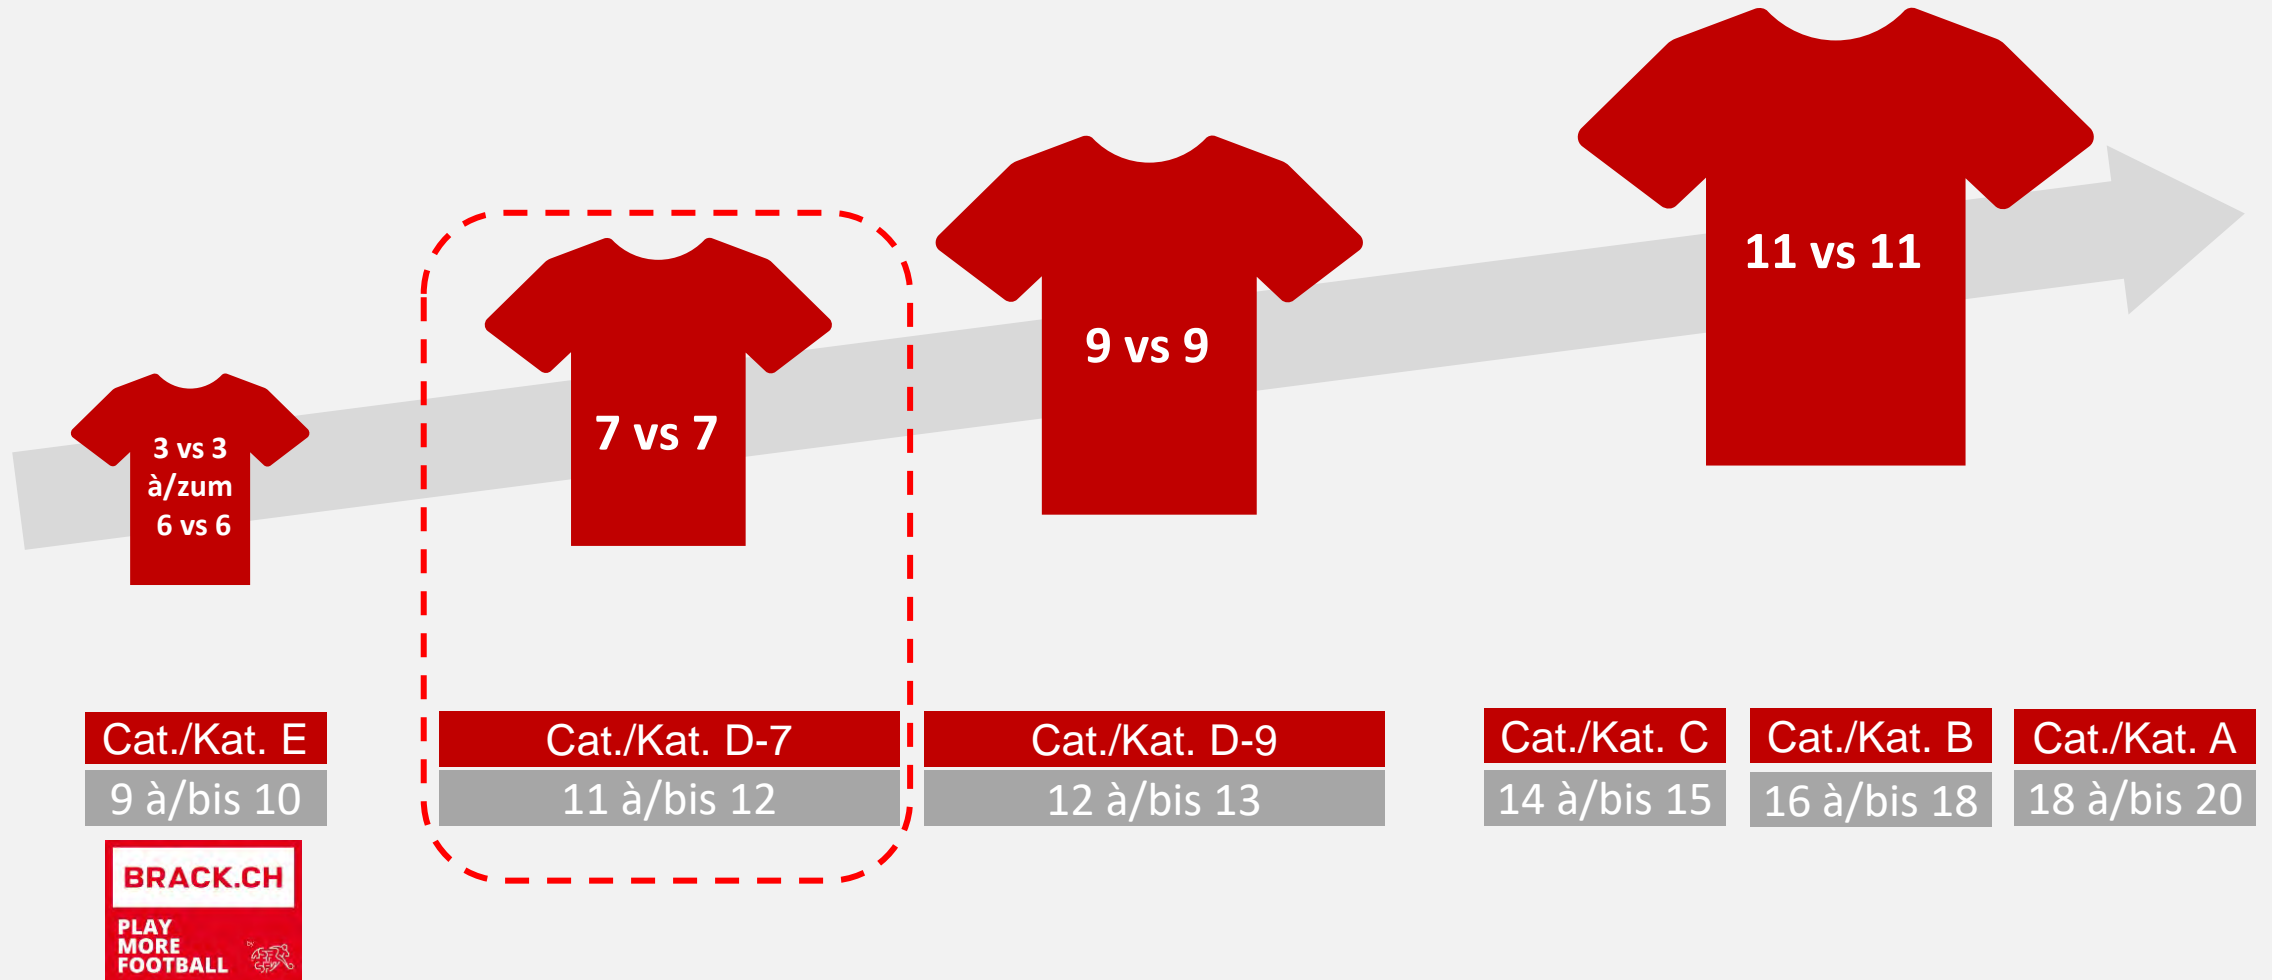 3 vs 3
à/zum
6 vs 6
7 vs 7
9 vs 9
11 vs 11
Cat./Kat. E
9 à/bis 10
Cat./Kat. D-7
11 à/bis 12
Cat./Kat. D-9
12 à/bis 13
Cat./Kat. C
14 à/bis 15
Cat./Kat. B
16 à/bis 18
Cat./Kat. A
18 à/bis 20
BRACK.CH
PLAY
MORE
FOOTBALL
by